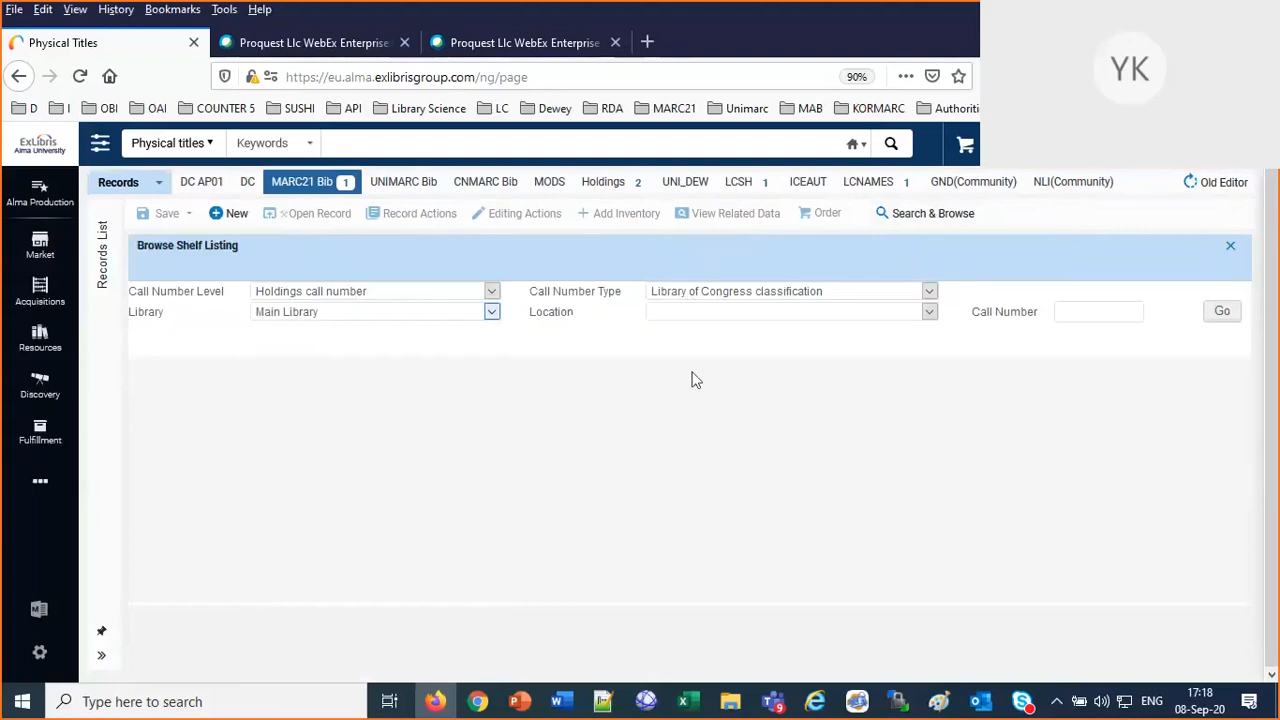 File Edit View History Bookmarks Tools Help
Physical Titles Proquest Llc WebEx Enterprise Proquest Llc WebEx Enterprise
https://eu.alma.exlibrisgroup.com/ng/page 90%
YK
D I OBI OAI COUNTER 5 SUSHI API Library Science LC Dewey RDA MARC21 Unimarc MAB KORMARC Authoriti
ExLibris
Alma University
Physical titles Keywords
Records DC AP01 DC MARC21 Bib 1 UNIMARC Bib CNMARC Bib MODS Holdings 2 UNI_DEW LCSH 1 ICEAUT LCNAMES 1 GND(Community) NLI(Community) Old Editor
Alma Production
Save New Open Record Record Actions Editing Actions Add Inventory View Related Data Order Search & Browse
Records List
Browse Shelf Listing
Market
Call Number Level Holdings call number Call Number Type Library of Congress classification
Library Main Library Location Call Number Go
Acquisitions
Resources
Discovery
Fulfillment
Type here to search
9
ENG
17:18
08-Sep-20